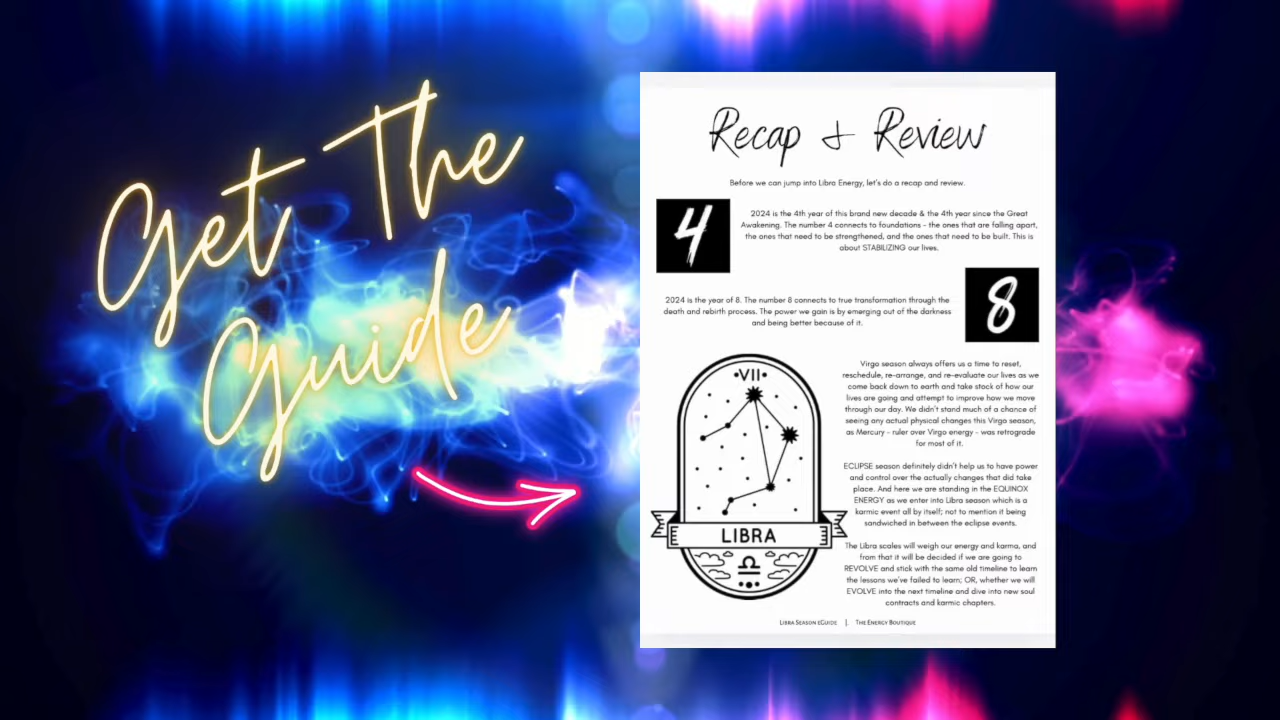 Get The
Guide
Recap & Review
Before we can jump into Libra Energy, let's do a recap and review.
4
2024 is the 4th year of this brand new decade & the 4th year since the Great
Awakening. The number 4 connects to foundations - the ones that are falling apart,
the ones that need to be strengthened, and the ones that need to be built. This is
about STABILIZING our lives.
2024 is the year of 8. The number 8 connects to true transformation through the
death and rebirth process. The power we gain is by emerging out of the darkness
and being better because of it.
8
•VII•
LIBRA
♎
Virgo season always offers us a time to reset,
reschedule, re-arrange, and re-evaluate our lives as we
come back down to earth and take stock of how our
lives are going and attempt to improve how we move
through our day. We didn't stand much of a chance of
seeing any actual physical changes this Virgo season,
as Mercury - ruler over Virgo energy - was retrograde
for most of it.
ECLIPSE season definitely didn't help us to have power
and control over the actually changes that did take
place. And here we are standing in the EQUINOX
ENERGY as we enter into Libra season which is a
karmic event all by itself; not to mention it being
sandwiched in between the eclipse events.
The Libra scales will weigh our energy and karma, and
from that it will be decided if we are going to
REVOLVE and stick with the same old timeline to learn
the lessons we've failed to learn; OR, whether we will
EVOLVE into the next timeline and dive into new soul
contracts and karmic chapters.
LIBRA SEASON EGUIDE | THE ENERGY BOUTIQUE